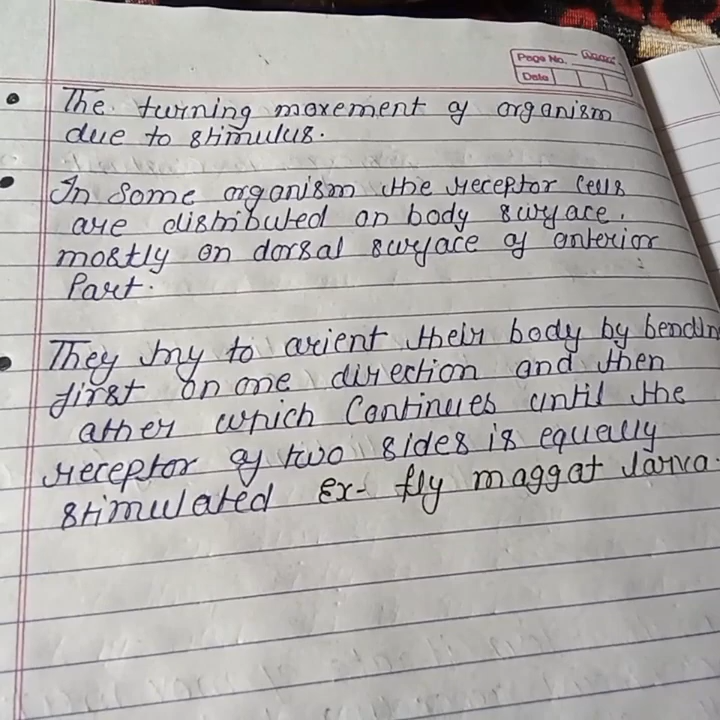 Page No.
Date
The turning movement of organism
due to stimulus.
In Some organism the receptor Cells
are distributed on body surface.
mostly on dorsal surface of anterior
Part.
They try to orient their body by bendin
first on one direction and then
other which Continues until the
receptor of two sides is equally
stimulated Ex- fly maggat larva.